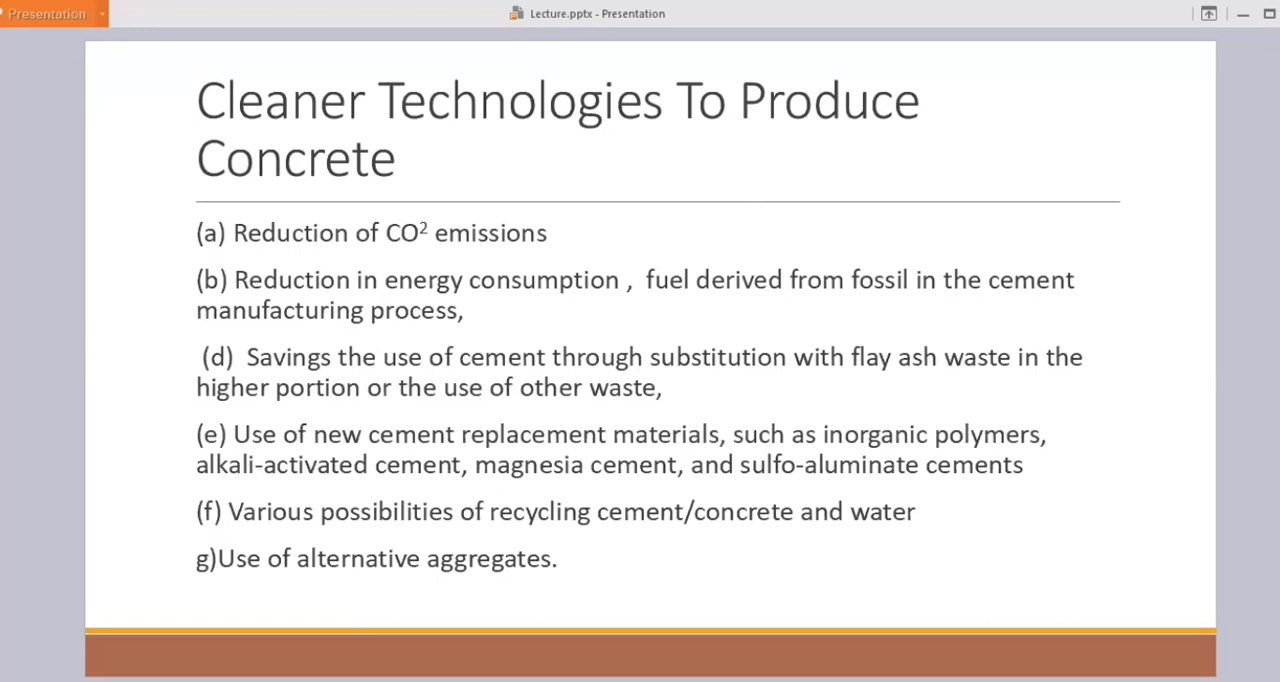 Presentation
Lecture.pptx - Presentation
Cleaner Technologies To Produce
Concrete
(a) Reduction of CO² emissions
(b) Reduction in energy consumption , fuel derived from fossil in the cement
manufacturing process,
(d) Savings the use of cement through substitution with flay ash waste in the
higher portion or the use of other waste,
(e) Use of new cement replacement materials, such as inorganic polymers,
alkali-activated cement, magnesia cement, and sulfo-aluminate cements
(f) Various possibilities of recycling cement/concrete and water
g)Use of alternative aggregates.